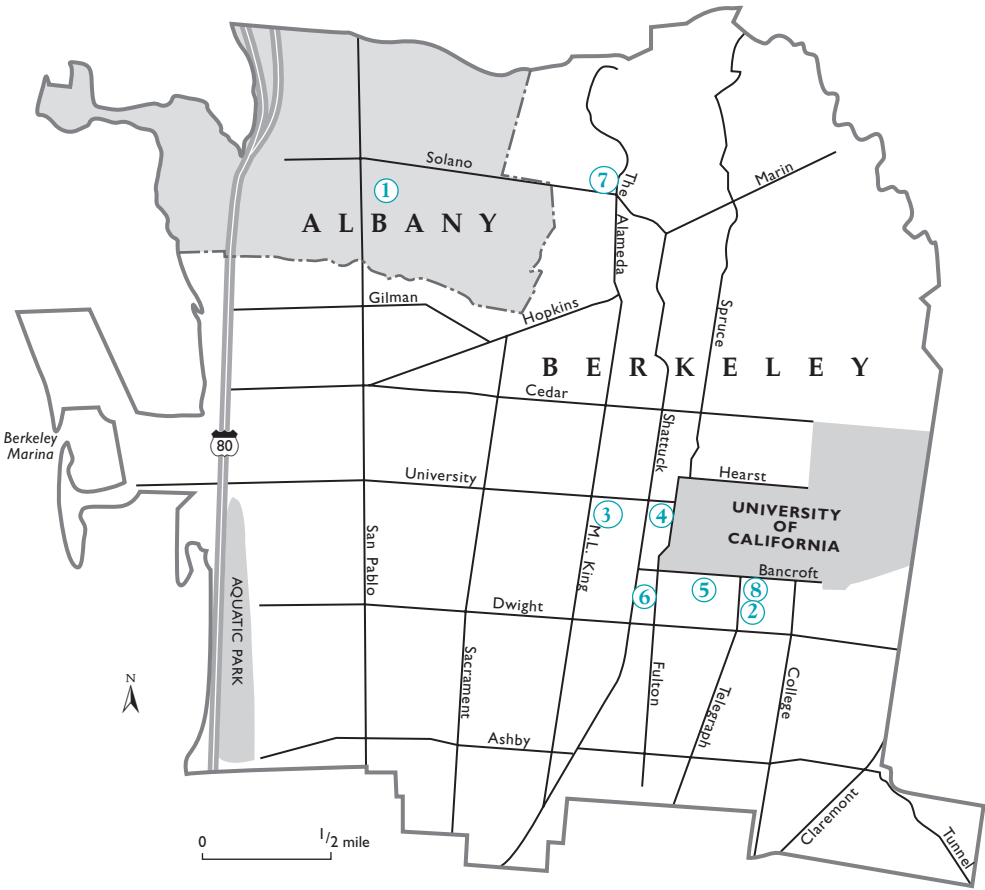 Solano
1
7
The Alameda
Marin
ALBANY
Gilman
Hopkins
Spruce
BERKELEY
Cedar
Berkeley
Marina
80
Shattuck
University
Hearst
UNIVERSITY
OF
CALIFORNIA
3
4
San Pablo
M.L. King
Bancroft
AQUATIC PARK
6
5
8
2
Dwight
Sacrament
Fulton
Telegraph
College
N
Ashby
Claremont
Tunnel
0
1/2 mile